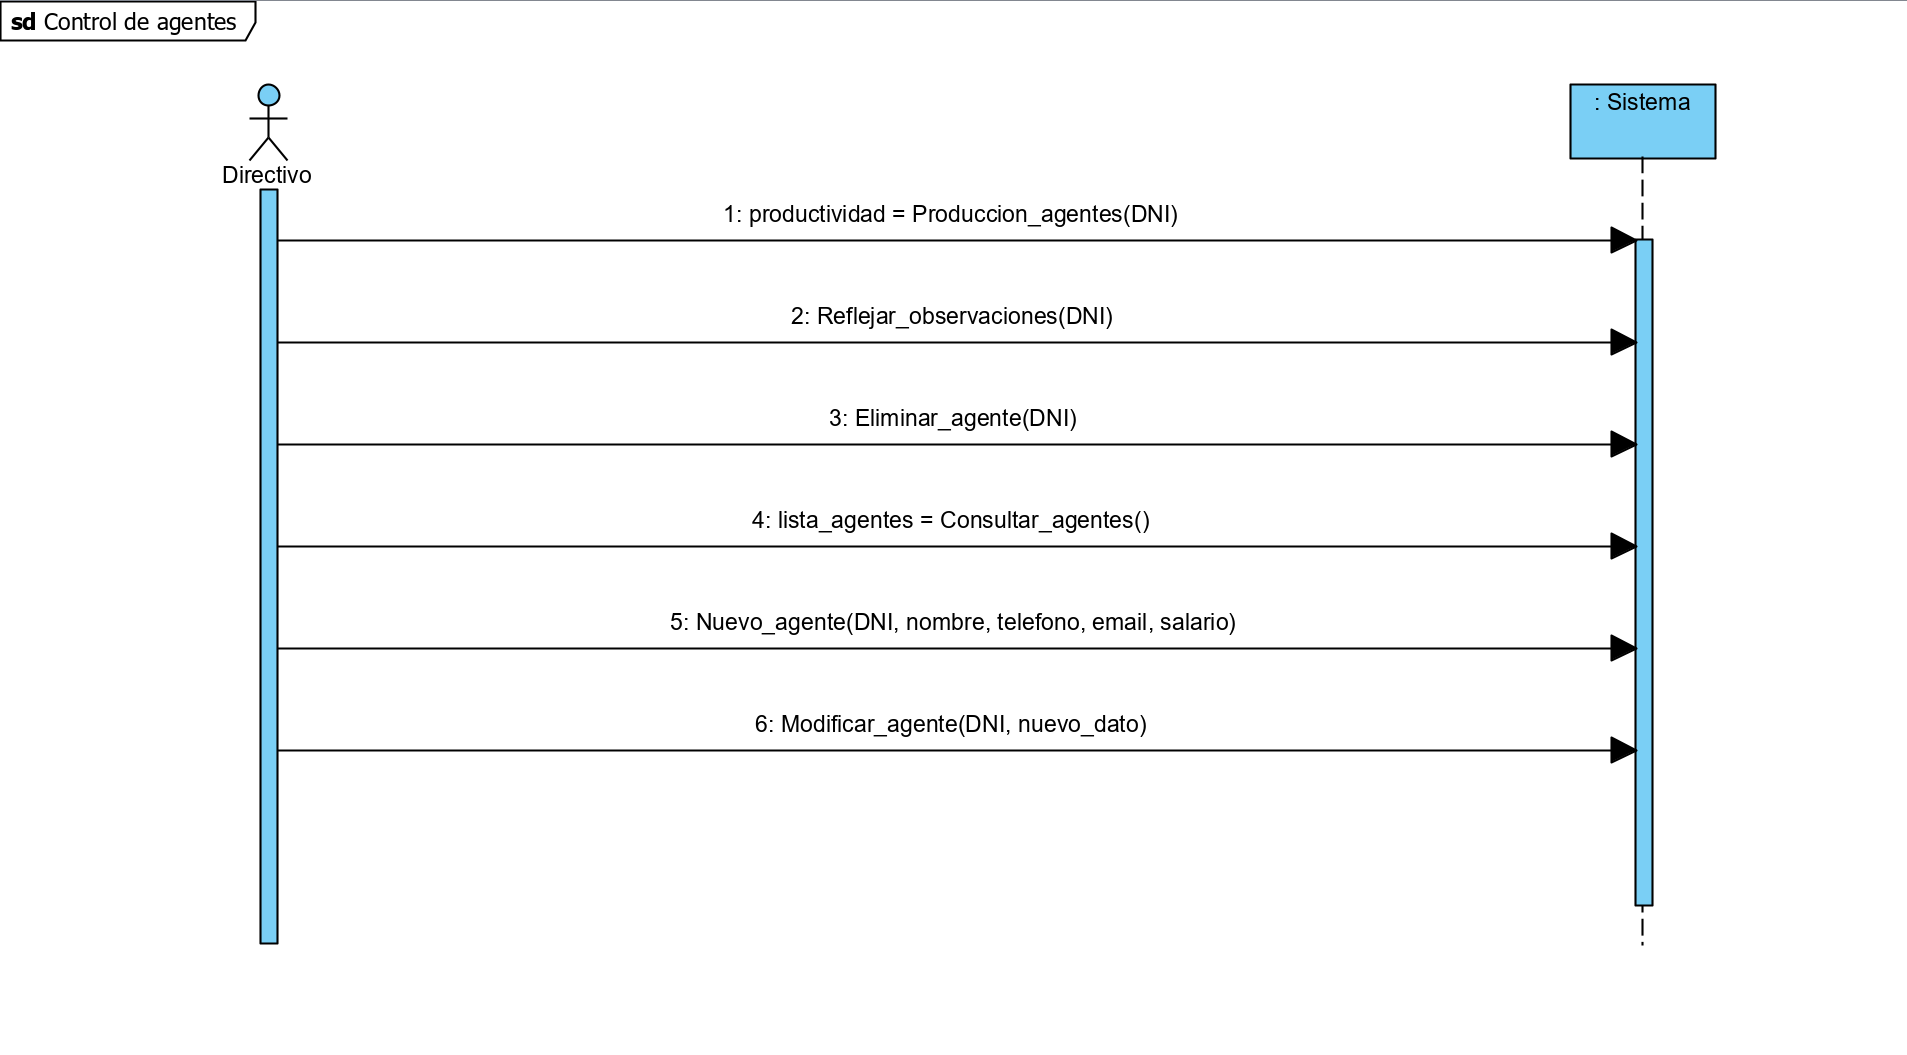 sd Control de agentes
: Sistema
Directivo
1: productividad = Produccion_agentes(DNI)
2: Reflejar_observaciones(DNI)
3: Eliminar_agente(DNI)
4: lista_agentes = Consultar_agentes()
5: Nuevo_agente(DNI, nombre, telefono, email, salario)
6: Modificar_agente(DNI, nuevo_dato)